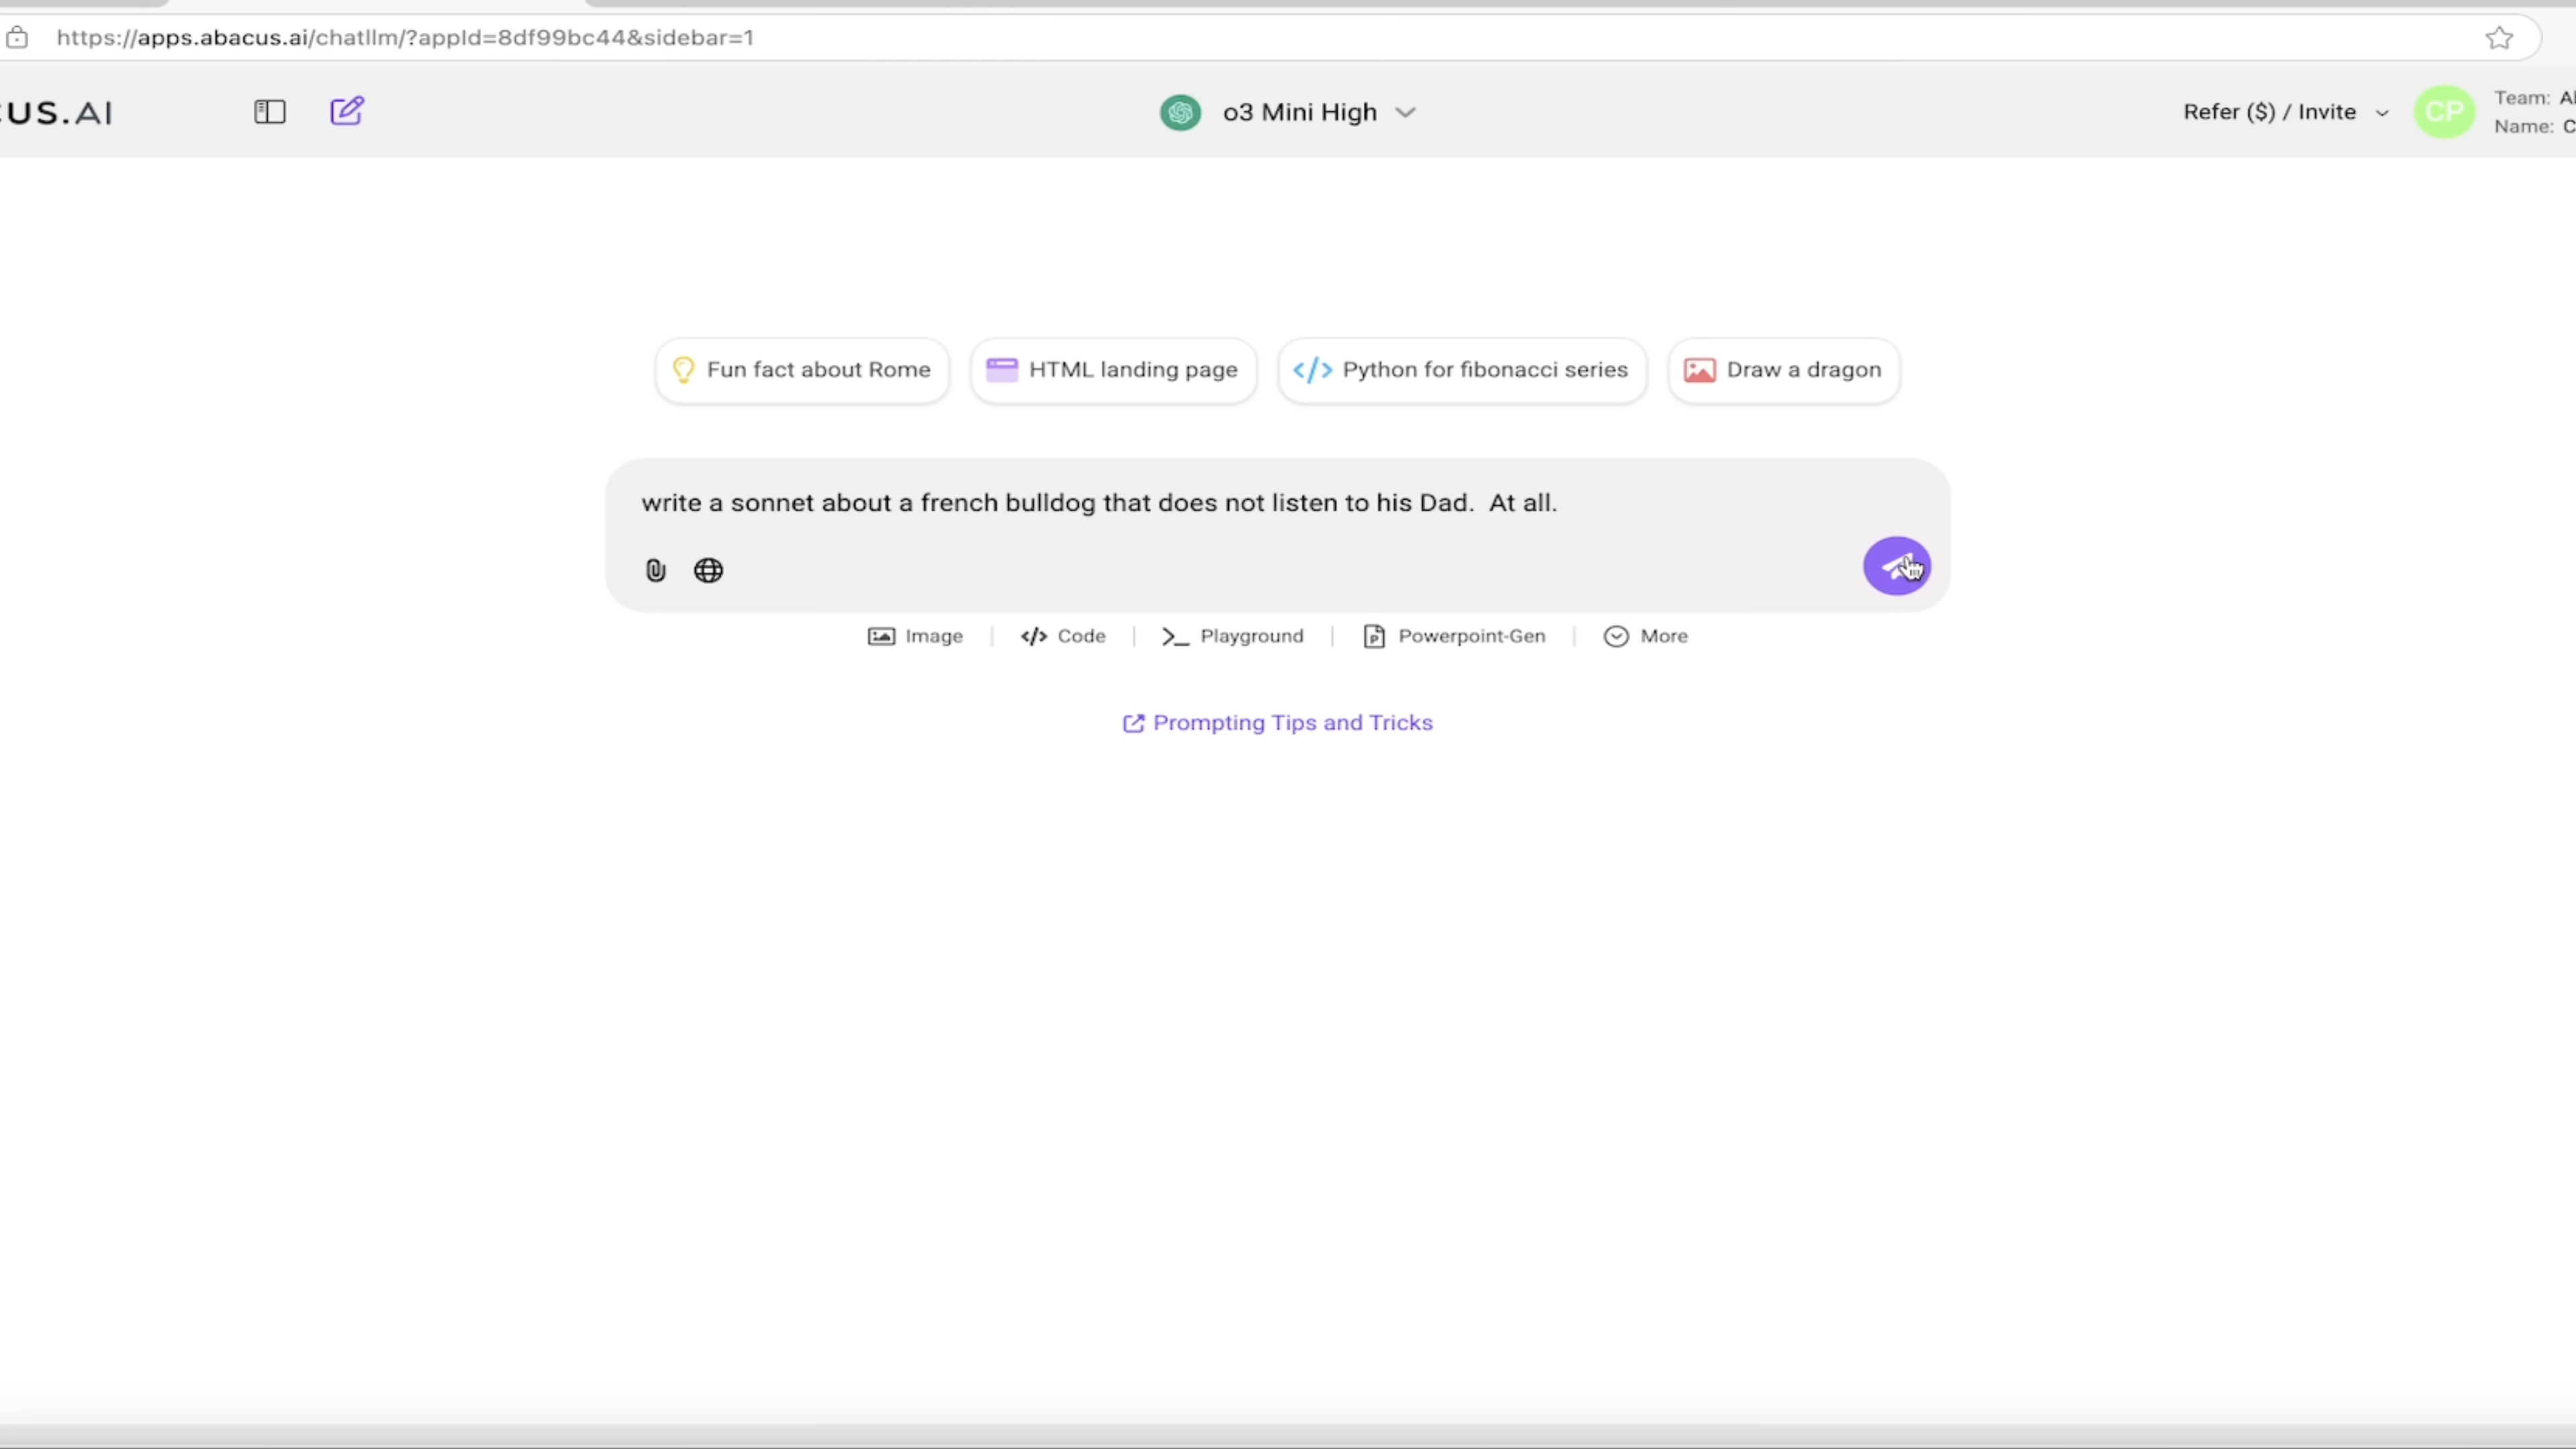 https://apps.abacus.ai/chatllm/?appId=8df99bc44&sidebar=1
CUS.AI
o3 Mini High
Refer ($) / Invite
CP
Team: Al
Name: C
Fun fact about Rome
HTML landing page
Python for fibonacci series
Draw a dragon
write a sonnet about a french bulldog that does not listen to his Dad.  At all.
Image
Code
Playground
Powerpoint-Gen
More
Prompting Tips and Tricks